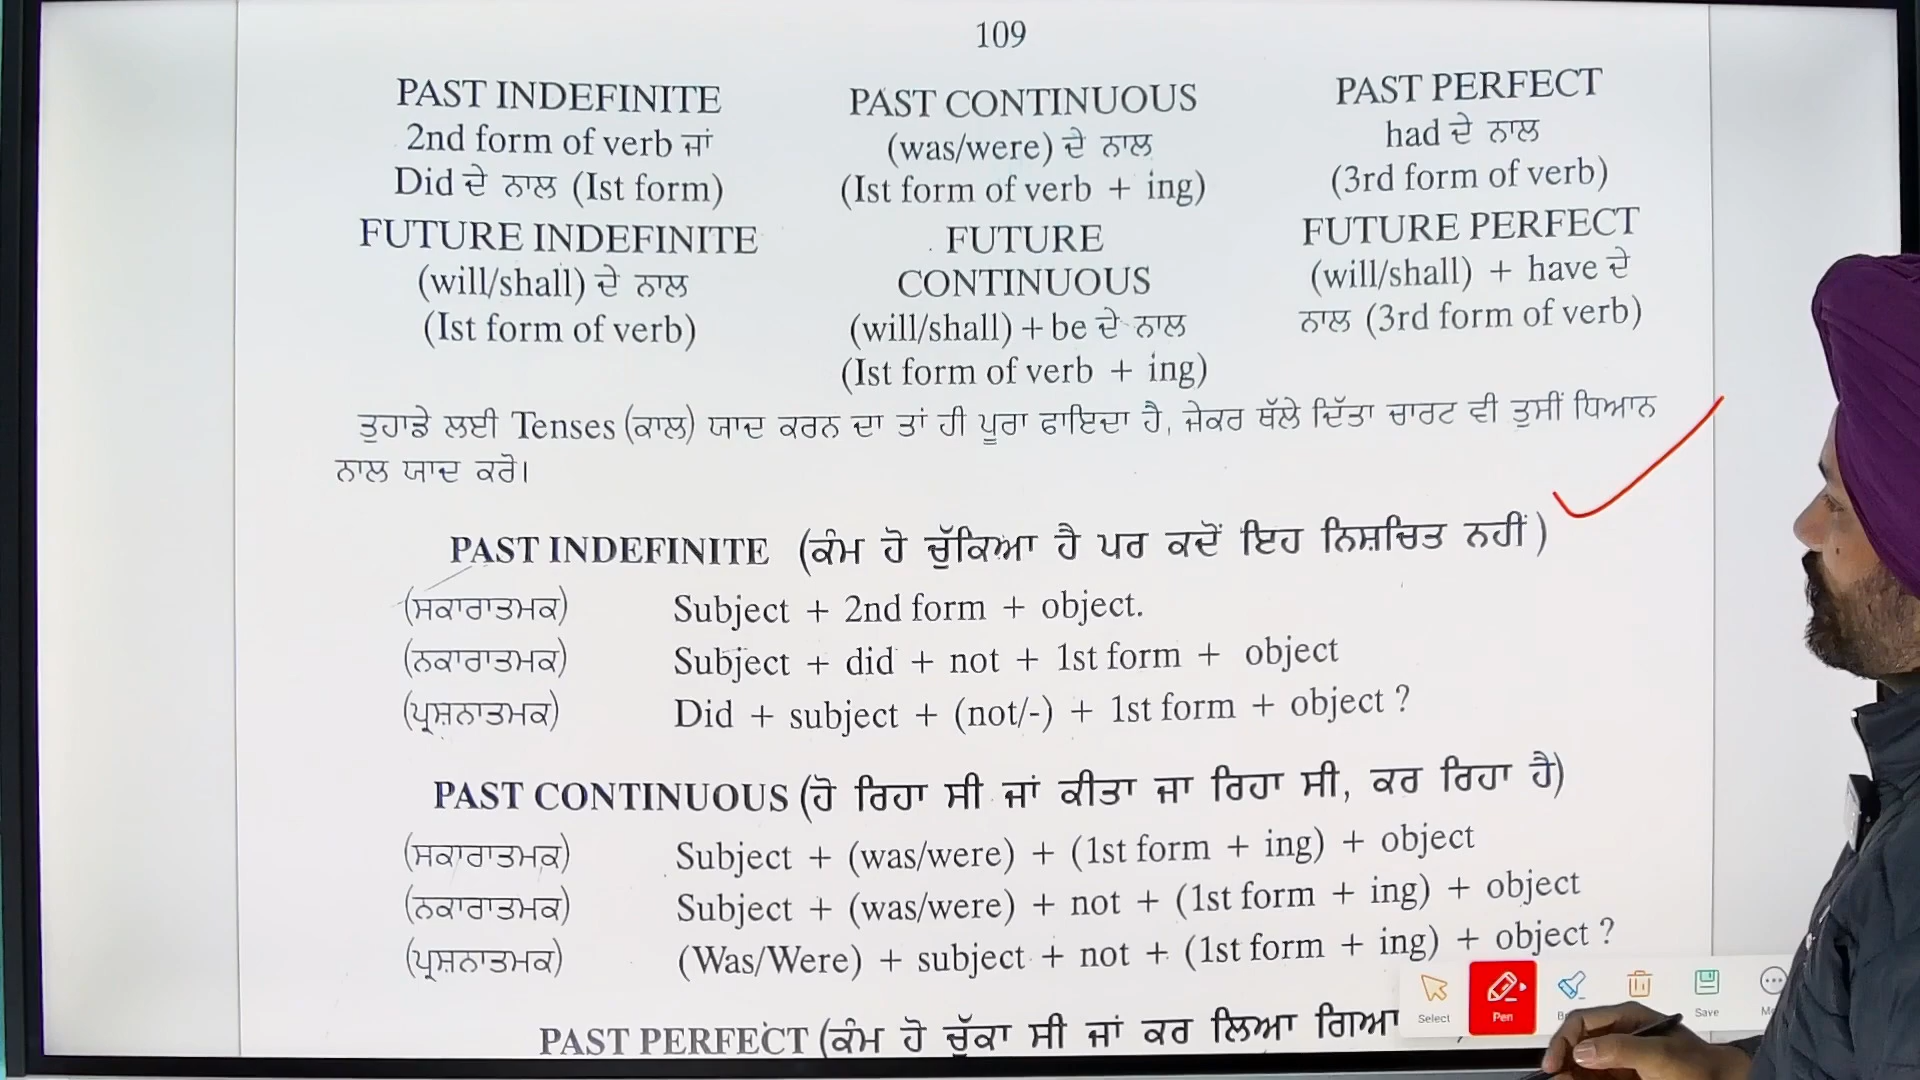 109
PAST INDEFINITE
2nd form of verb ਜਾਂ
Did ਦੇ ਨਾਲ (Ist form)
PAST CONTINUOUS
(was/were) ਦੇ ਨਾਲ
(Ist form of verb + ing)
PAST PERFECT
had ਦੇ ਨਾਲ
(3rd form of verb)
FUTURE INDEFINITE
(will/shall) ਦੇ ਨਾਲ
(Ist form of verb)
FUTURE
CONTINUOUS
(will/shall) + be ਦੇ ਨਾਲ
(Ist form of verb + ing)
FUTURE PERFECT
(will/shall) + have ਦੇ
ਨਾਲ (3rd form of verb)
ਤੁਹਾਡੇ ਲਈ Tenses (ਕਾਲ) ਯਾਦ ਕਰਨ ਦਾ ਤਾਂ ਹੀ ਪੂਰਾ ਫਾਇਦਾ ਹੈ, ਜੇਕਰ ਥੱਲੇ ਦਿੱਤਾ ਚਾਰਟ ਵੀ ਤੁਸੀਂ ਧਿਆਨ
ਨਾਲ ਯਾਦ ਕਰੋ।
PAST INDEFINITE (ਕੰਮ ਹੋ ਚੁੱਕਿਆ ਹੈ ਪਰ ਕਦੋਂ ਇਹ ਨਿਸ਼ਚਿਤ ਨਹੀਂ)
(ਸਕਾਰਾਤਮਕ) Subject + 2nd form + object.
(ਨਕਾਰਾਤਮਕ) Subject + did + not + 1st form + object
(ਪ੍ਰਸ਼ਨਾਤਮਕ) Did + subject + (not/-) + 1st form + object ?
PAST CONTINUOUS (ਹੋ ਰਿਹਾ ਸੀ ਜਾਂ ਕੀਤਾ ਜਾ ਰਿਹਾ ਸੀ, ਕਰ ਰਿਹਾ ਹੈ)
(ਸਕਾਰਾਤਮਕ) Subject + (was/were) + (1st form + ing) + object
(ਨਕਾਰਾਤਮਕ) Subject + (was/were) + not + (1st form + ing) + object
(ਪ੍ਰਸ਼ਨਾਤਮਕ) (Was/Were) + subject + not + (1st form + ing) + object ?
PAST PERFECT (ਕੰਮ ਹੋ ਚੁੱਕਾ ਸੀ ਜਾਂ ਕਰ ਲਿਆ ਗਿਆ
Select
Pen
Save